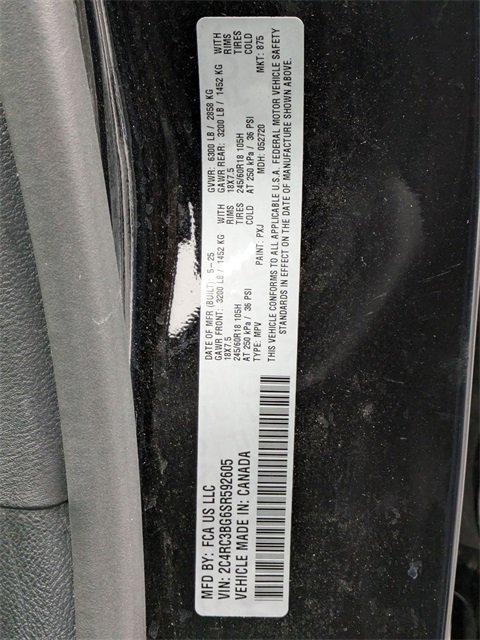 MFD BY: FCA US LLC
VIN: 2C4RC3BG6SR592605
VEHICLE MADE IN: CANADA
DATE OF MFR (BUILT) 5-25 GVWR: 6300 LB / 2858 KG
GAWR FRONT: 3200 LB / 1452 KG WITH GAWR REAR: 3200 LB / 1452 KG WITH
18X7.5 RIMS 18X7.5 RIMS
245/60R18 105H TIRES 245/60R18 105H TIRES
AT 250 kPa / 36 PSI COLD AT 250 kPa / 36 PSI COLD
TYPE: MPV PAINT: PXJ MDH: 052720 MKT: 875
THIS VEHICLE CONFORMS TO ALL APPLICABLE U.S.A. FEDERAL MOTOR VEHICLE SAFETY
STANDARDS IN EFFECT ON THE DATE OF MANUFACTURE SHOWN ABOVE.